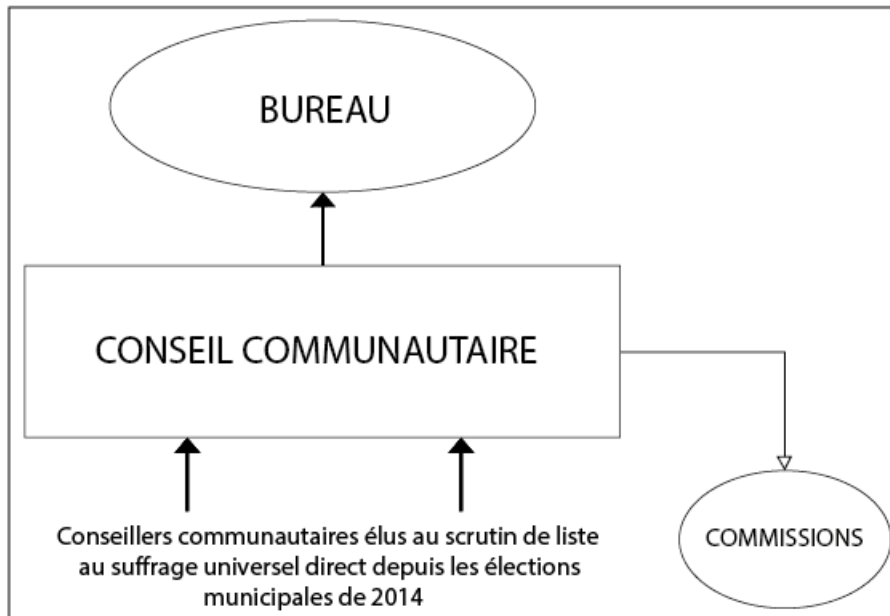 BUREAU
CONSEIL COMMUNAUTAIRE
Conseillers communautaires élus au scrutin de liste
au suffrage universel direct depuis les élections
municipales de 2014
COMMISSIONS